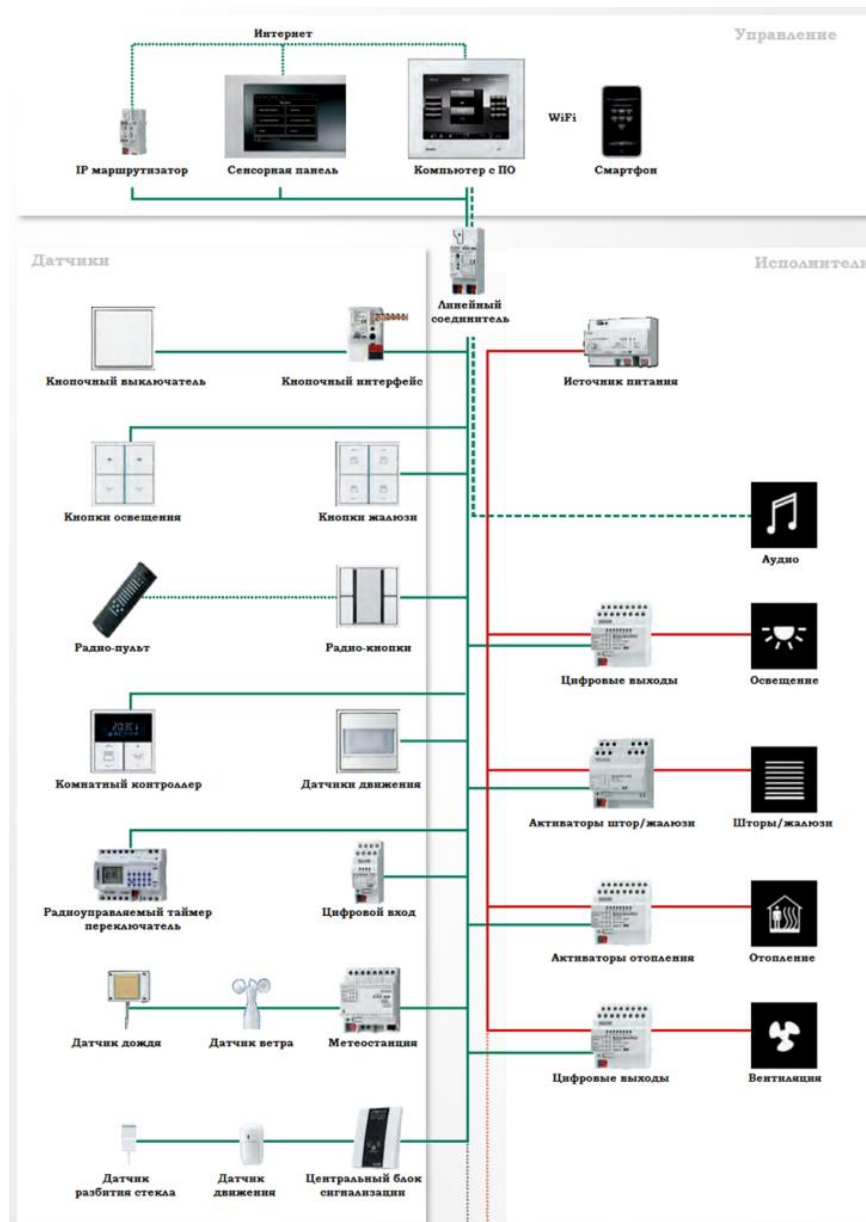 Интернет
Управление
WiFi
IP маршрутизатор
Сенсорная панель
Компьютер с ПО
Смартфон
Датчики
Исполнители
Линейный
соединитель
Кнопочный выключатель
Кнопочный интерфейс
Источник питания
Кнопки освещения
Кнопки жалюзи
Аудио
Радио-пульт
Радио-кнопки
Цифровые выходы
Освещение
Комнатный контроллер
Датчики движения
Активаторы штор/жалюзи
Шторы/жалюзи
Радиоуправляемый таймер
переключатель
Цифровой вход
Активаторы отопления
Отопление
Датчик дождя
Датчик ветра
Метеостанция
Цифровые выходы
Вентиляция
Датчик
разбития стекла
Датчик
движения
Центральный блок
сигнализации